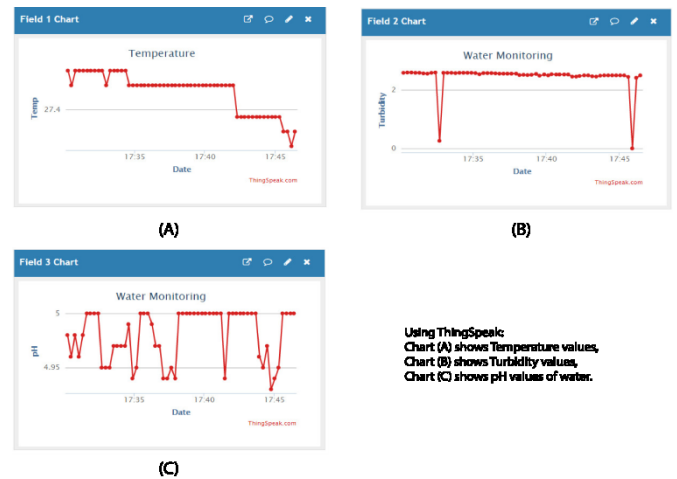 Field 1 Chart
Temperature
Temp
27.4
17:35 17:40 17:45
Date
ThingSpeak.com
(A)
Field 2 Chart
Water Monitoring
Turbidity
2
0
17:35 17:40 17:45
Date
ThingSpeak.com
(B)
Field 3 Chart
Water Monitoring
pH
5
4.95
17:35 17:40 17:45
Date
ThingSpeak.com
(C)
Using ThingSpeak:
Chart (A) shows Temperature values,
Chart (B) shows Turbidity values,
Chart (C) shows pH values of water.